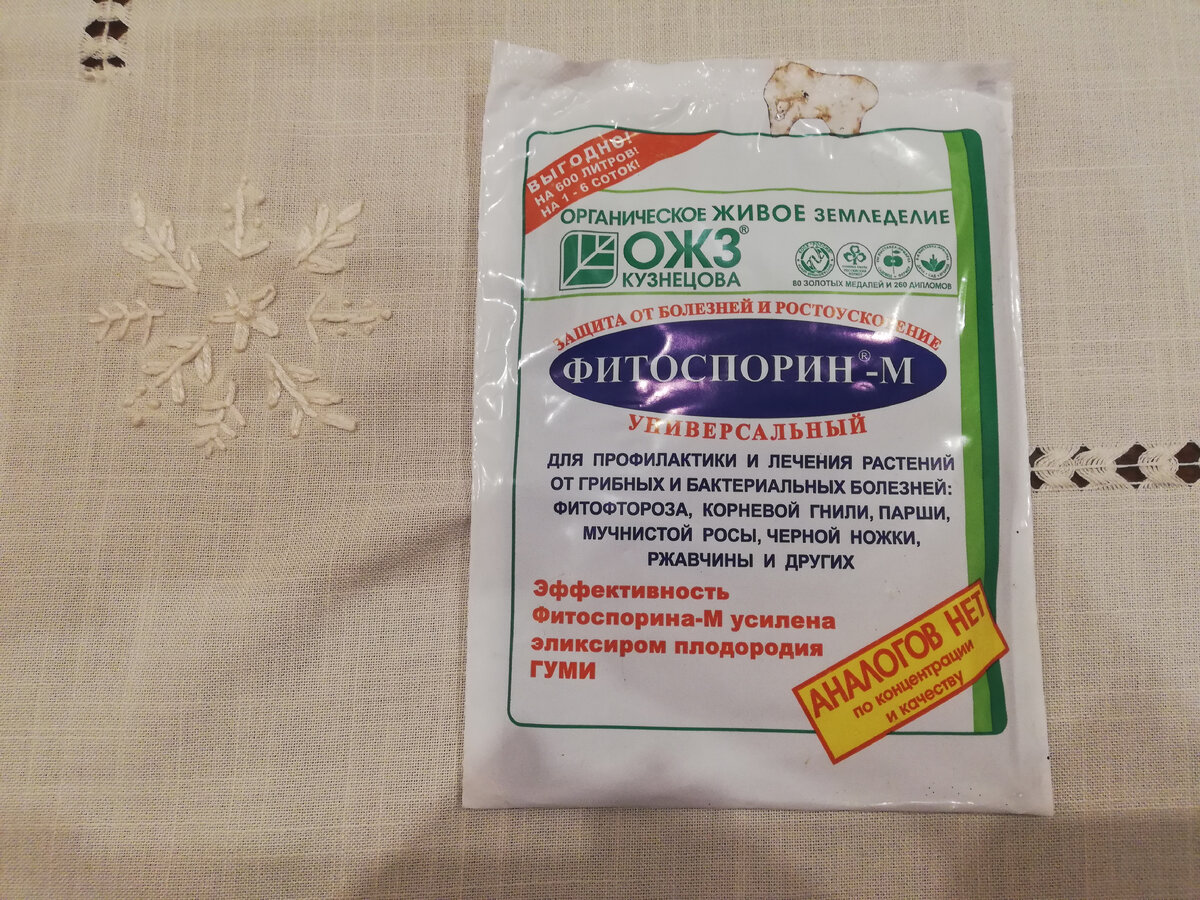 ВЫГОДНО!
НА 600 ЛИТРОВ!
НА 1 - 6 СОТОК!
ОРГАНИЧЕСКОЕ ЖИВОЕ ЗЕМЛЕДЕЛИЕ
ОЖЗ®
КУЗНЕЦОВА
80 ЗОЛОТЫХ МЕДАЛЕЙ И 260 ДИПЛОМОВ
ЗАЩИТА ОТ БОЛЕЗНЕЙ И РОСТОУСКОРЕНИЕ
ФИТОСПОРИН®-М
УНИВЕРСАЛЬНЫЙ
ДЛЯ ПРОФИЛАКТИКИ И ЛЕЧЕНИЯ РАСТЕНИЙ
ОТ ГРИБНЫХ И БАКТЕРИАЛЬНЫХ БОЛЕЗНЕЙ:
ФИТОФТОРОЗА, КОРНЕВОЙ ГНИЛИ, ПАРШИ,
МУЧНИСТОЙ РОСЫ, ЧЕРНОЙ НОЖКИ,
РЖАВЧИНЫ И ДРУГИХ
Эффективность
Фитоспорина-М усилена
эликсиром плодородия
ГУМИ
АНАЛОГОВ НЕТ
по концентрации
и качеству